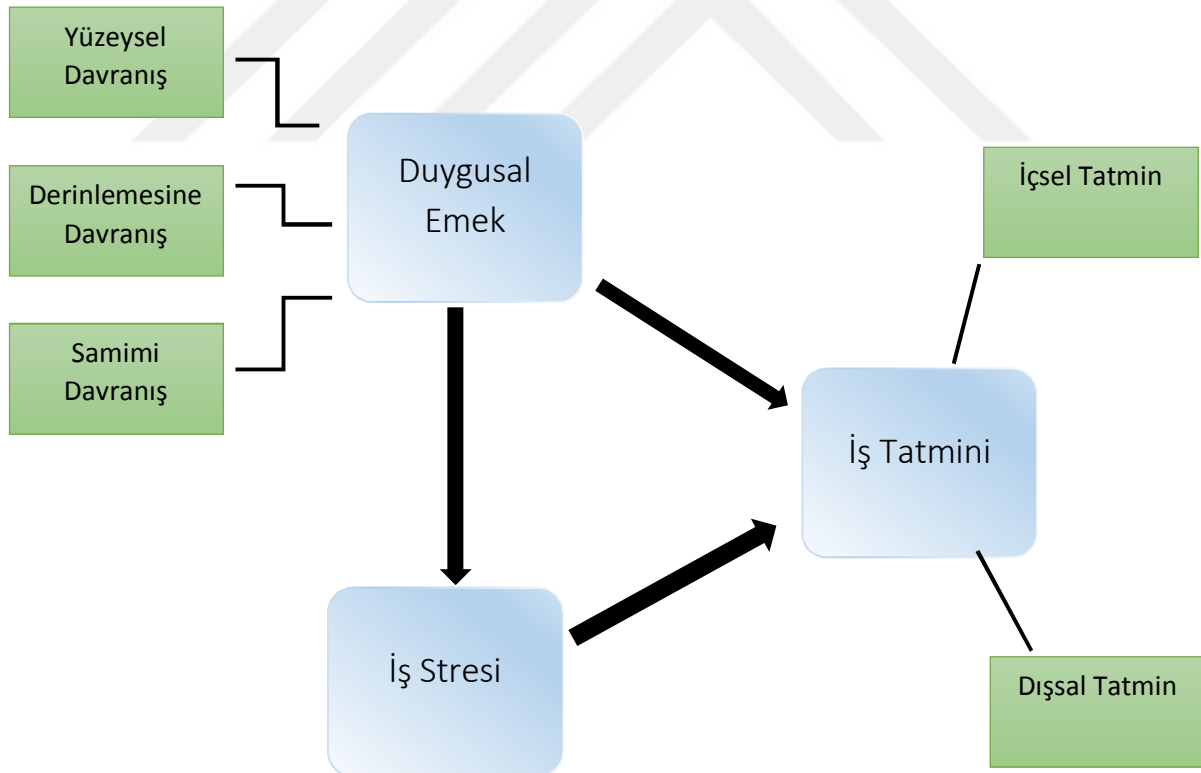 Yüzeysel
Davranış
Duygusal
Emek
İçsel Tatmin
Derinlemesine
Davranış
Samimi
Davranış
İş Tatmini
İş Stresi
Dışsal Tatmin